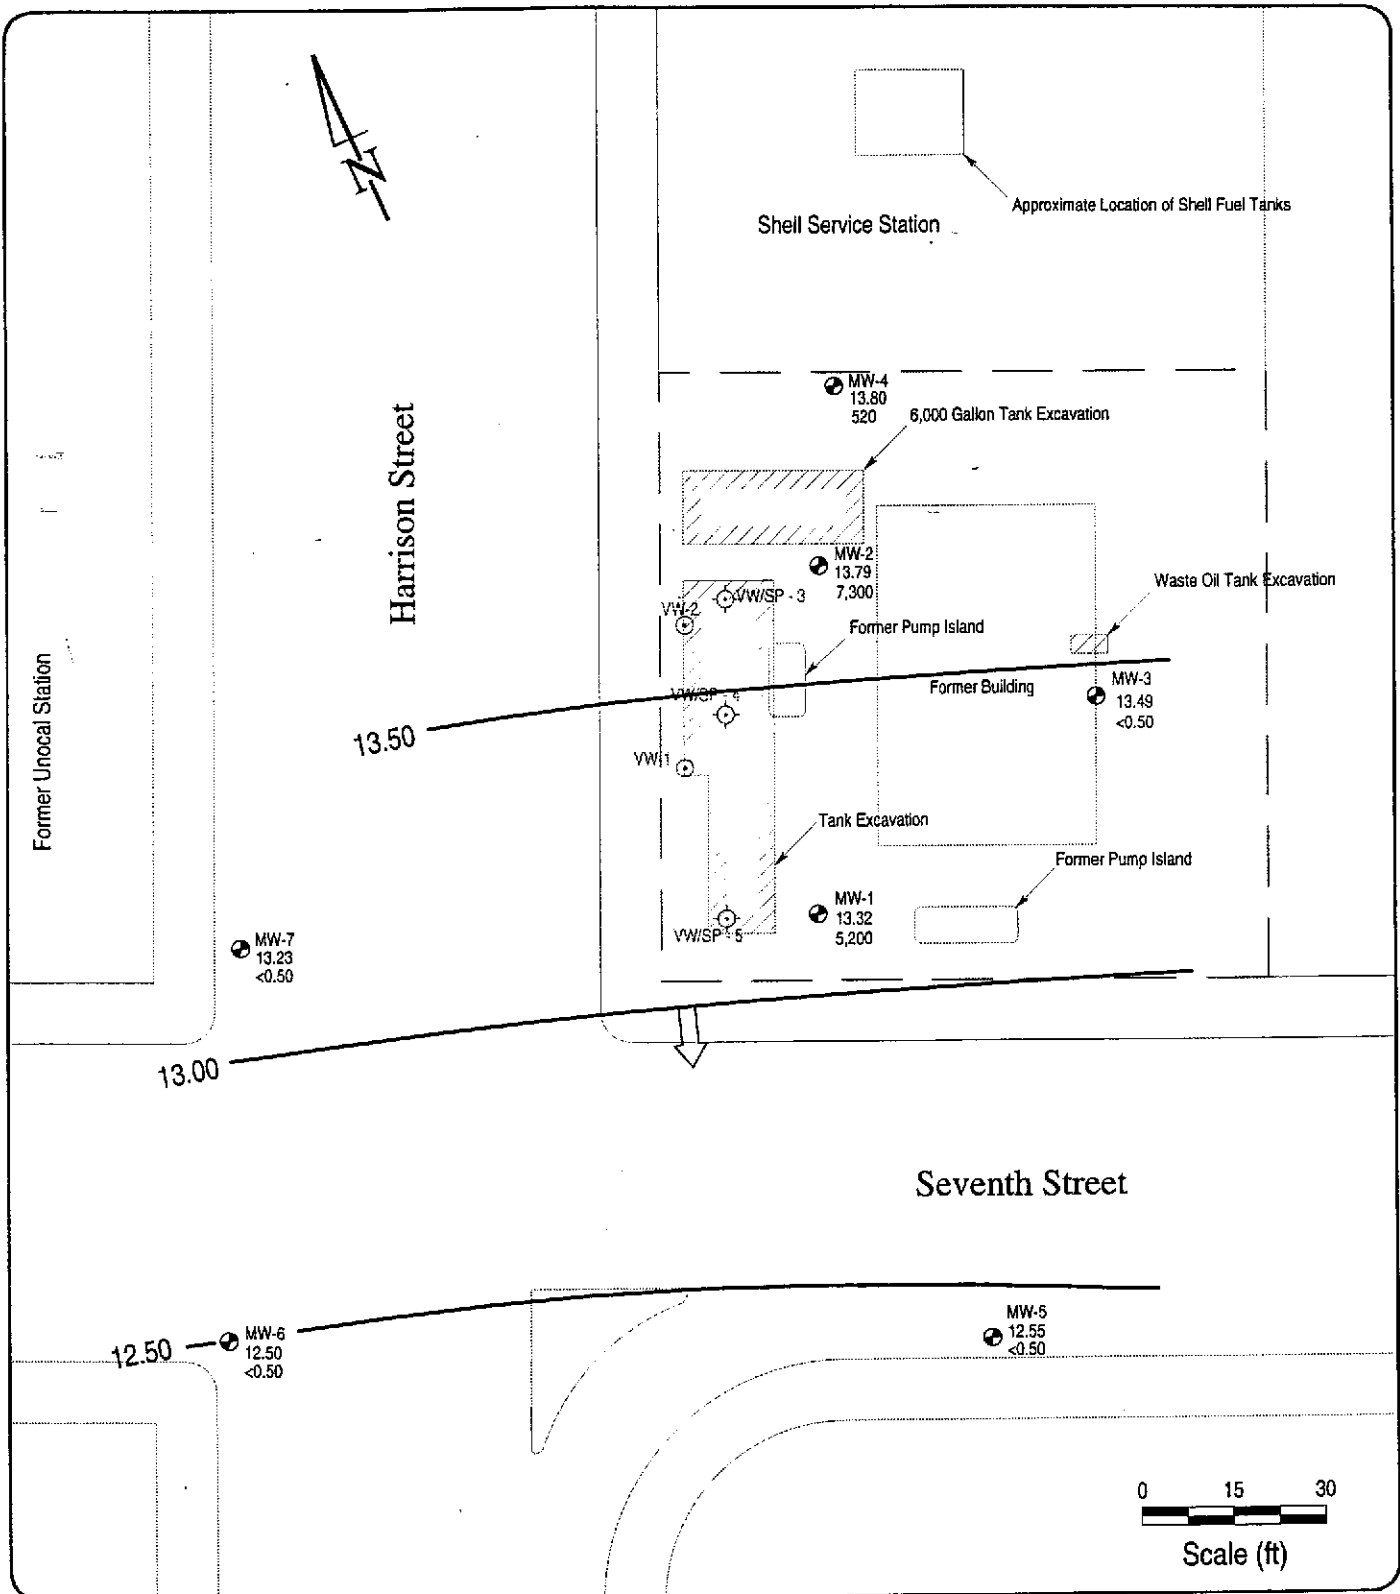 N
Approximate Location of Shell Fuel Tanks
Shell Service Station
MW-4
13.80
520
6,000 Gallon Tank Excavation
Harrison Street
MW-2
13.79
7,300
Waste Oil Tank Excavation
VW/SP - 3
VW-2
Former Pump Island
Former Unocal Station
MW-3
13.49
<0.50
Former Building
VW/SP - 4
13.50
VW-1
Tank Excavation
Former Pump Island
MW-1
13.32
5,200
VW/SP - 5
MW-7
13.23
<0.50
13.00
Seventh Street
MW-5
12.55
<0.50
MW-6
12.50
<0.50
12.50
0 15 30
Scale (ft)